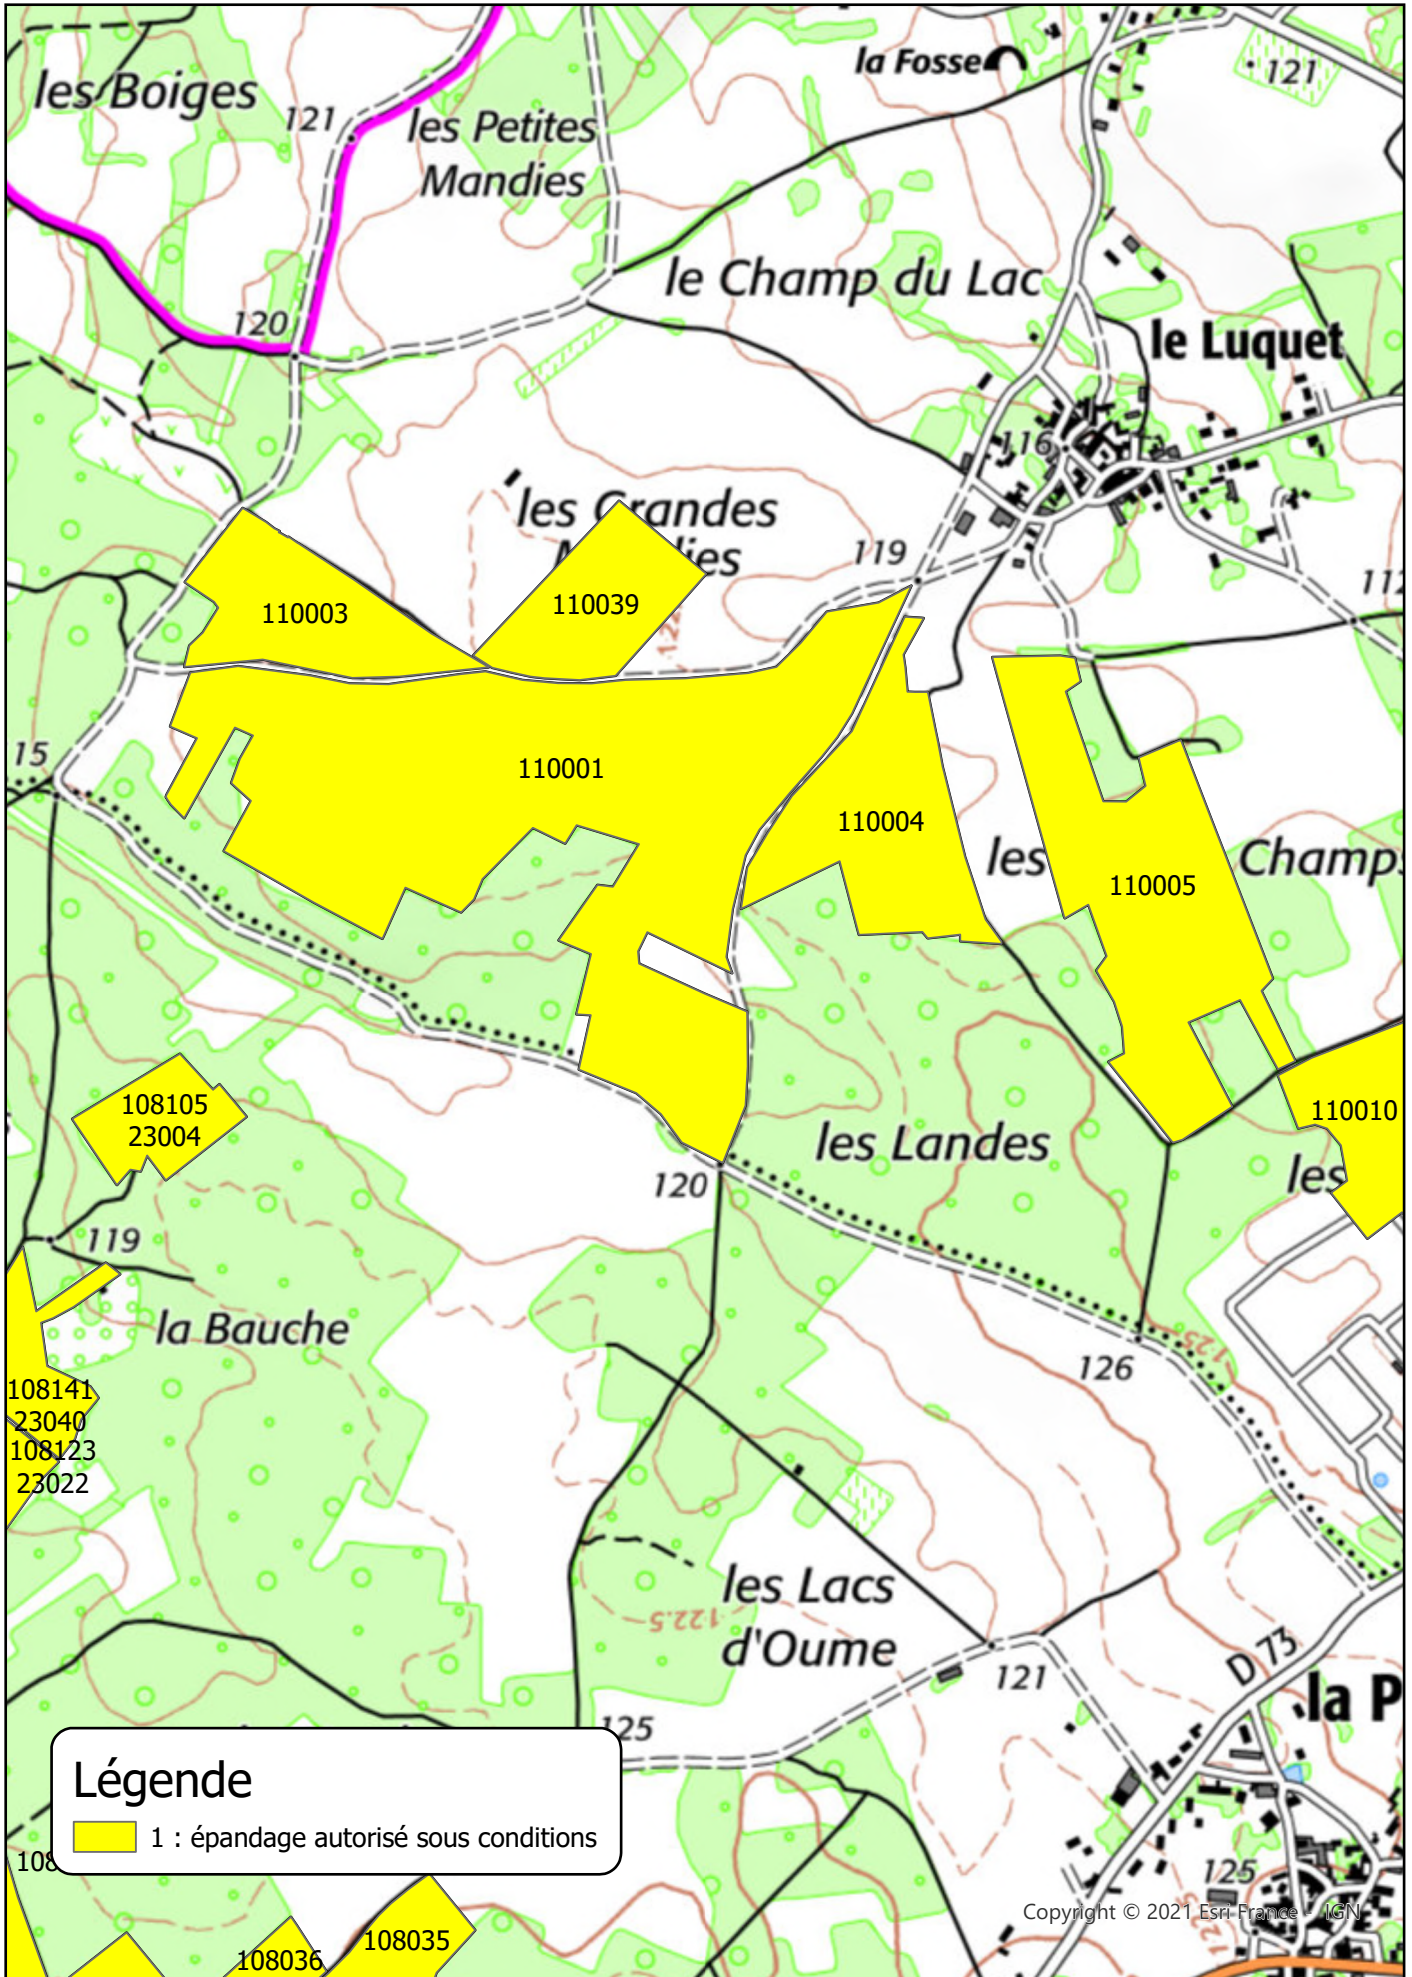 la Fosse
121
les Boiges
121
les Petites
Mandies
le Champ du Lac
120
le Luquet
116
les Grandes
119
110003
110039
112
15
110001
110004
les
Champs
110005
108105
23004
110010
les Landes
les
120
119
la Bauche
125
126
108141
23040
108123
23022
les Lacs
d'Oume
122.5
121
D 73
la P
125
Légende
1 : épandage autorisé sous conditions
108
125
Copyright © 2021 Esri France - IGN
108035
108036